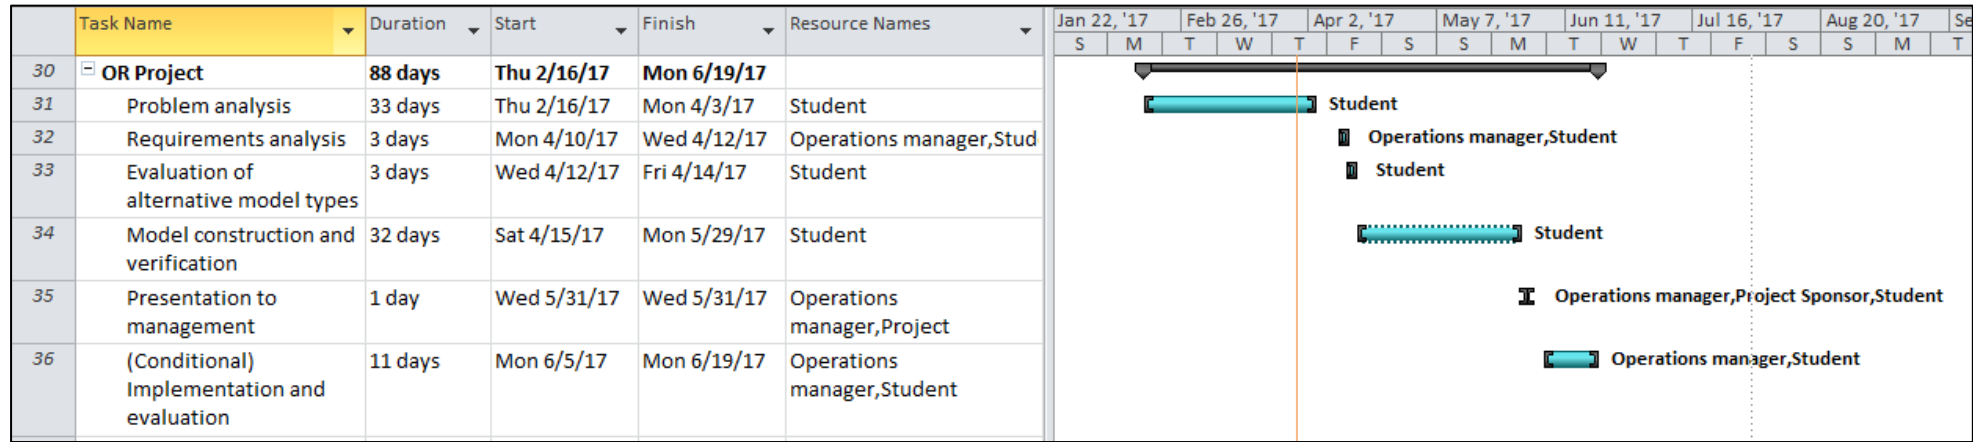 Task Name Duration Start Finish Resource Names Jan 22, '17 Feb 26, '17 Apr 2, '17 May 7, '17 Jun 11, '17 Jul 16, '17 Aug 20, '17 Se
S M T W T F S S M T W T F S S M T
30 OR Project 88 days Thu 2/16/17 Mon 6/19/17
31 Problem analysis 33 days Thu 2/16/17 Mon 4/3/17 Student Student
32 Requirements analysis 3 days Mon 4/10/17 Wed 4/12/17 Operations manager,Stud Operations manager,Student
33 Evaluation of 3 days Wed 4/12/17 Fri 4/14/17 Student Student
alternative model types
34 Model construction and 32 days Sat 4/15/17 Mon 5/29/17 Student Student
verification
35 Presentation to 1 day Wed 5/31/17 Wed 5/31/17 Operations Operations manager,Project Sponsor,Student
management manager,Project
36 (Conditional) 11 days Mon 6/5/17 Mon 6/19/17 Operations Operations manager,Student
Implementation and manager,Student
evaluation